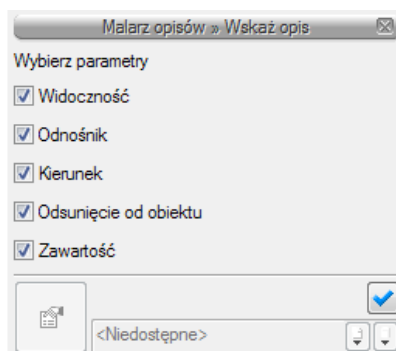 Malarz opisów » Wskaż opis
Wybierz parametry
Widoczność
Odnośnik
Kierunek
Odsunięcie od obiektu
Zawartość
<Niedostępne>